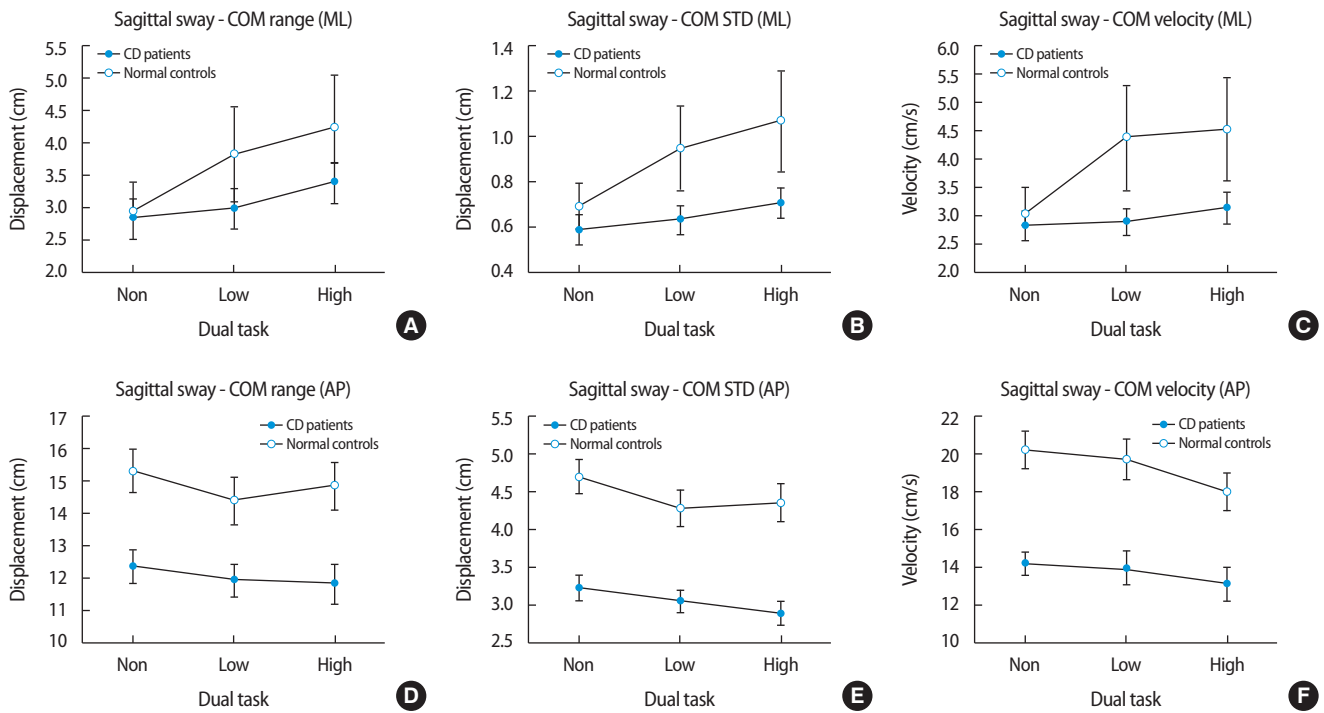 Sagittal sway - COM range (ML)
CD patients
Normal controls
Displacement (cm)
5.5
5.0
4.5
4.0
3.5
3.0
2.5
2.0
Non Low High
Dual task
A
Sagittal sway - COM STD (ML)
CD patients
Normal controls
Displacement (cm)
1.4
1.2
1.0
0.8
0.6
0.4
Non Low High
Dual task
B
Sagittal sway - COM velocity (ML)
CD patients
Normal controls
Velocity (cm/s)
6.0
5.5
5.0
4.5
4.0
3.5
3.0
2.5
2.0
Non Low High
Dual task
C
Sagittal sway - COM range (AP)
CD patients
Normal controls
Displacement (cm)
17
16
15
14
13
12
11
10
Non Low High
Dual task
D
Sagittal sway - COM STD (AP)
CD patients
Normal controls
Displacement (cm)
5.5
5.0
4.5
4.0
3.5
3.0
2.5
Non Low High
Dual task
E
Sagittal sway - COM velocity (AP)
CD patients
Normal controls
Velocity (cm/s)
22
20
18
16
14
12
10
Non Low High
Dual task
F